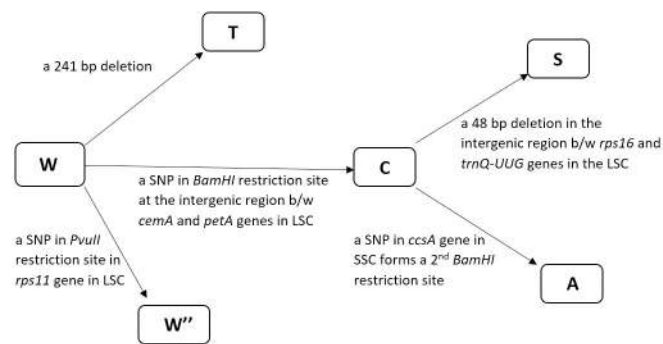 T
a 241 bp deletion
S
a 48 bp deletion in the
intergenic region b/w rps16 and
trnQ-UUG genes in the LSC
W
C
a SNP in BamHI restriction site
at the intergenic region b/w
cemA and petA genes in LSC
a SNP in PvuII
restriction site in
rps11 gene in LSC
a SNP in ccsA gene in
SSC forms a 2nd BamHI
restriction site
A
W''